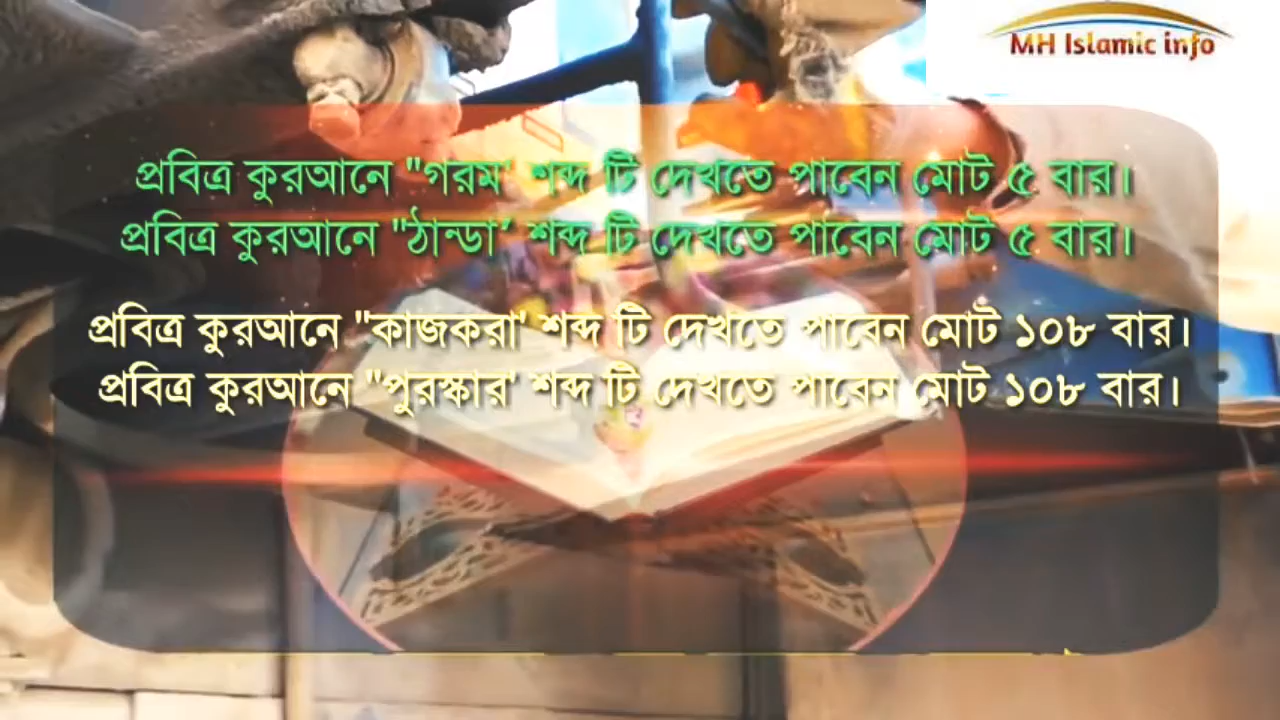 MH Islamic info
প্রবিত্র কুরআনে "গরম' শব্দ টি দেখতে পাবেন মোট ৫ বার।
প্রবিত্র কুরআনে "ঠান্ডা’ শব্দ টি দেখতে পাবেন মোট ৫ বার।
প্রবিত্র কুরআনে "কাজকরা' শব্দ টি দেখতে পাবেন মোট ১০৮ বার।
প্রবিত্র কুরআনে "পুরস্কার' শব্দ টি দেখতে পাবেন মোট ১০৮ বার।